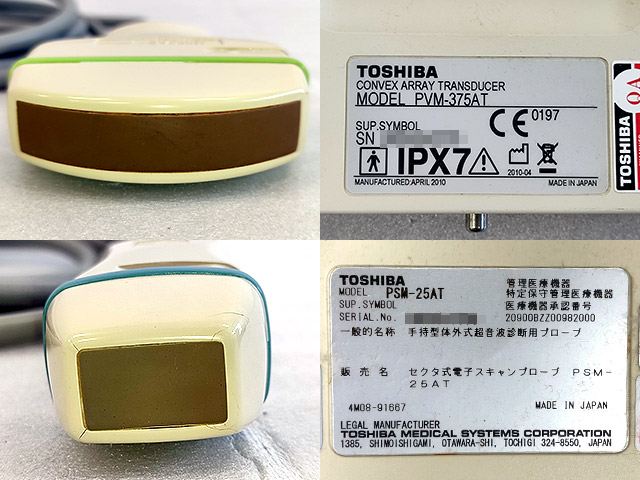 TOSHIBA
CONVEX ARRAY TRANSDUCER
MODEL PVM-375AT
SUP.SYMBOL
SN
CE 0197
IPX7
2010-04
MANUFACTURED:APRIL 2010 MADE IN JAPAN
TOSHIBA
QA
TOSHIBA
MODEL PSM-25AT
SUP.SYMBOL
SERIAL.No.
管理医療機器
特定保守管理医療機器
医療機器承認番号
20900BZZ00982000
一般的名称 手持型体外式超音波診断用プローブ
販売名 セクタ式電子スキャンプローブ PSM-
25AT
4M08-91667 MADE IN JAPAN
LEGAL MANUFACTURER
TOSHIBA MEDICAL SYSTEMS CORPORATION
1385, SHIMOISHIGAMI, OTAWARA-SHI, TOCHIGI 324-8550, JAPAN